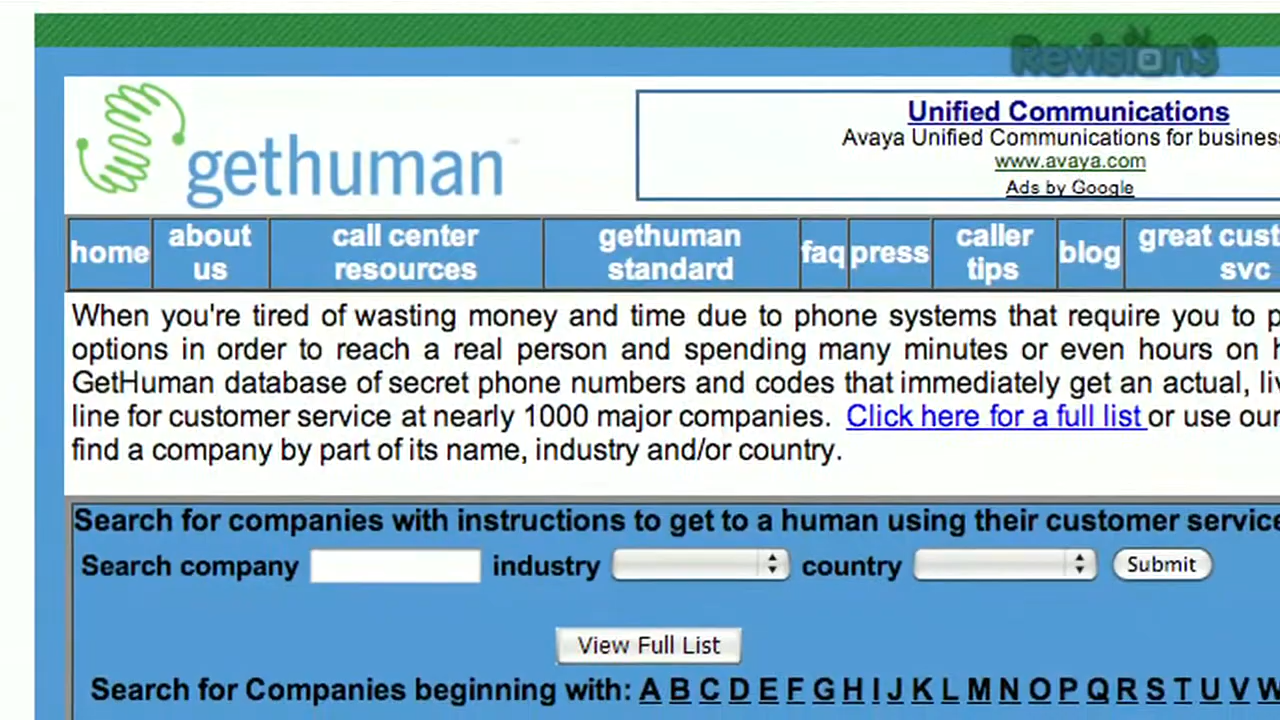 Revision3
gethuman
Unified Communications
Avaya Unified Communications for business
www.avaya.com
Ads by Google
home
about us
call center resources
gethuman standard
faq
press
caller tips
blog
great cust
svc
When you're tired of wasting money and time due to phone systems that require you to p
options in order to reach a real person and spending many minutes or even hours on h
GetHuman database of secret phone numbers and codes that immediately get an actual, liv
line for customer service at nearly 1000 major companies. Click here for a full list or use our
find a company by part of its name, industry and/or country.
Search for companies with instructions to get to a human using their customer service
Search company industry country Submit
View Full List
Search for Companies beginning with: A B C D E F G H I J K L M N O P Q R S T U V W